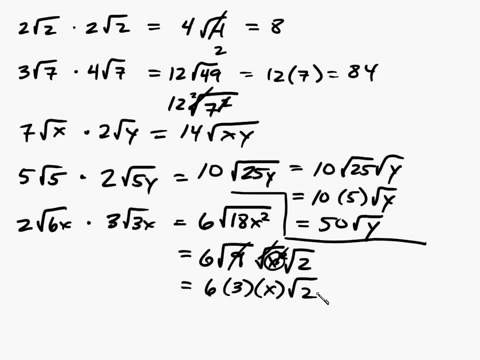 2√2 · 2√2 = 4√4 = 8
2
3√7 · 4√7 = 12√49 = 12(7) = 84
12²√7²
7√x · 2√y = 14√xy
5√5 · 2√5y = 10√25y = 10√25√y
= 10(5)√y
= 50√y
2√6x · 3√3x = 6√18x²
= 6√9 √x² √2
= 6(3)(x)√2